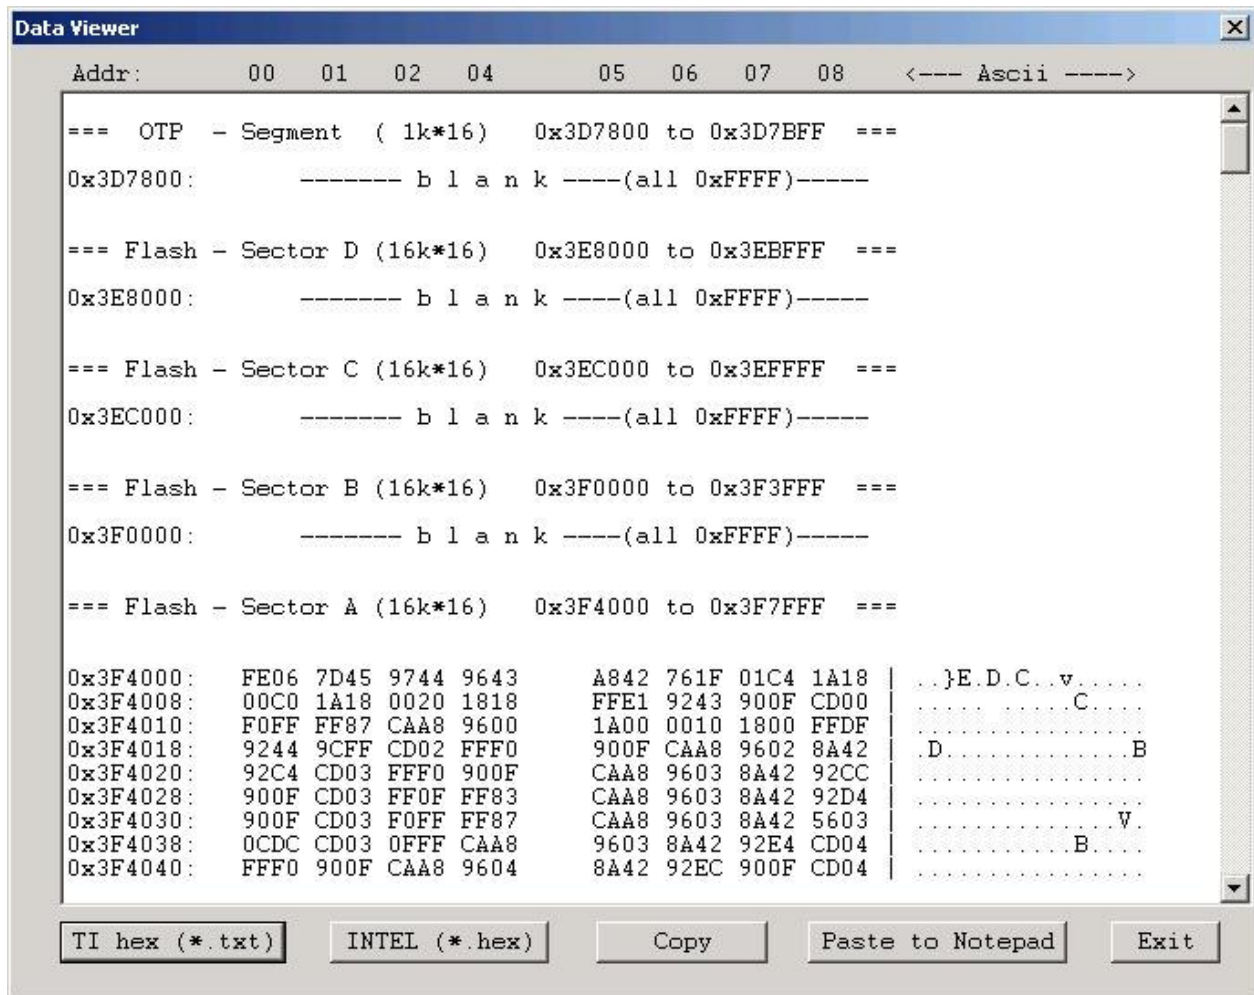 Data Viewer
Addr: 00 01 02 04 05 06 07 08 <--- Ascii ---->
=== OTP - Segment ( 1k*16) 0x3D7800 to 0x3D7BFF ===
0x3D7800: ------- b l a n k ----(all 0xFFFF)-----
=== Flash - Sector D (16k*16) 0x3E8000 to 0x3EBFFF ===
0x3E8000: ------- b l a n k ----(all 0xFFFF)-----
=== Flash - Sector C (16k*16) 0x3EC000 to 0x3EFFFF ===
0x3EC000: ------- b l a n k ----(all 0xFFFF)-----
=== Flash - Sector B (16k*16) 0x3F0000 to 0x3F3FFF ===
0x3F0000: ------- b l a n k ----(all 0xFFFF)-----
=== Flash - Sector A (16k*16) 0x3F4000 to 0x3F7FFF ===
0x3F4000: FE06 7D45 9744 9643 A842 761F 01C4 1A18 | ..}E.D.C..v.....
0x3F4008: 00C0 1A18 0020 1818 FFE1 9243 900F CD00 | ..... .....C....
0x3F4010: F0FF FF87 CAA8 9600 1A00 0010 1800 FFDF | ................
0x3F4018: 9244 9CFF CD02 FFF0 900F CAA8 9602 8A42 | .D.............B
0x3F4020: 92C4 CD03 FFF0 900F CAA8 9603 8A42 92CC | ................
0x3F4028: 900F CD03 FF0F FF83 CAA8 9603 8A42 92D4 | ................
0x3F4030: 900F CD03 F0FF FF87 CAA8 9603 8A42 5603 | ..............V.
0x3F4038: 0CDC CD03 0FFF CAA8 9603 8A42 92E4 CD04 | ...........B....
0x3F4040: FFF0 900F CAA8 9604 8A42 92EC 900F CD04 | ................
TI hex (*.txt) INTEL (*.hex) Copy Paste to Notepad Exit